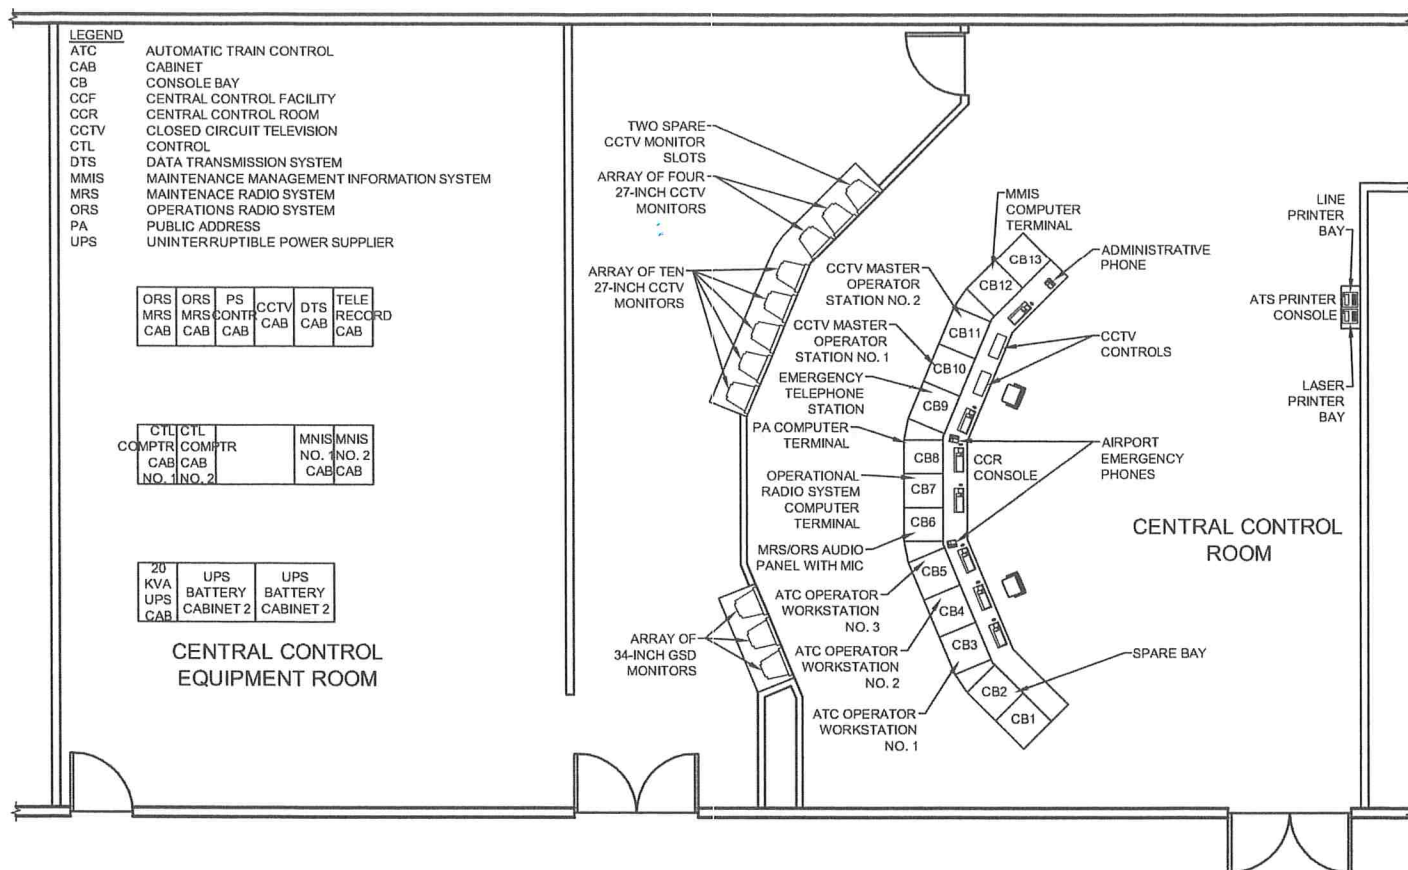 LEGEND
ATC AUTOMATIC TRAIN CONTROL
CAB CABINET
CB CONSOLE BAY
CCF CENTRAL CONTROL FACILITY
CCR CENTRAL CONTROL ROOM
CCTV CLOSED CIRCUIT TELEVISION
CTL CONTROL
DTS DATA TRANSMISSION SYSTEM
MMIS MAINTENANCE MANAGEMENT INFORMATION SYSTEM
MRS MAINTENACE RADIO SYSTEM
ORS OPERATIONS RADIO SYSTEM
PA PUBLIC ADDRESS
UPS UNINTERRUPTIBLE POWER SUPPLIER
ORS
MRS
CAB
ORS
MRS
CAB
PS
CONTR
CAB
CCTV
CAB
DTS
CAB
TELE
RECORD
CAB
CTL
COMPTR
CAB
NO. 1
CTL
COMPTR
CAB
NO. 2
MNIS
NO. 1
CAB
MNIS
NO. 2
CAB
20
KVA
UPS
CAB
UPS
BATTERY
CABINET 2
UPS
BATTERY
CABINET 2
CENTRAL CONTROL
EQUIPMENT ROOM
TWO SPARE
CCTV MONITOR
SLOTS
ARRAY OF FOUR
27-INCH CCTV
MONITORS
ARRAY OF TEN
27-INCH CCTV
MONITORS
ARRAY OF
34-INCH GSD
MONITORS
MMIS
COMPUTER
TERMINAL
CCTV MASTER
OPERATOR
STATION NO. 2
CCTV MASTER
OPERATOR
STATION NO. 1
EMERGENCY
TELEPHONE
STATION
PA COMPUTER
TERMINAL
OPERATIONAL
RADIO SYSTEM
COMPUTER
TERMINAL
MRS/ORS AUDIO
PANEL WITH MIC
ATC OPERATOR
WORKSTATION
NO. 3
ATC OPERATOR
WORKSTATION
NO. 2
ATC OPERATOR
WORKSTATION
NO. 1
CB13
CB12
CB11
CB10
CB9
CB8
CB7
CB6
CB5
CB4
CB3
CB2
CB1
ADMINISTRATIVE
PHONE
CCTV
CONTROLS
CCR
CONSOLE
AIRPORT
EMERGENCY
PHONES
SPARE BAY
LINE
PRINTER
BAY
ATS PRINTER
CONSOLE
LASER
PRINTER
BAY
CENTRAL CONTROL
ROOM